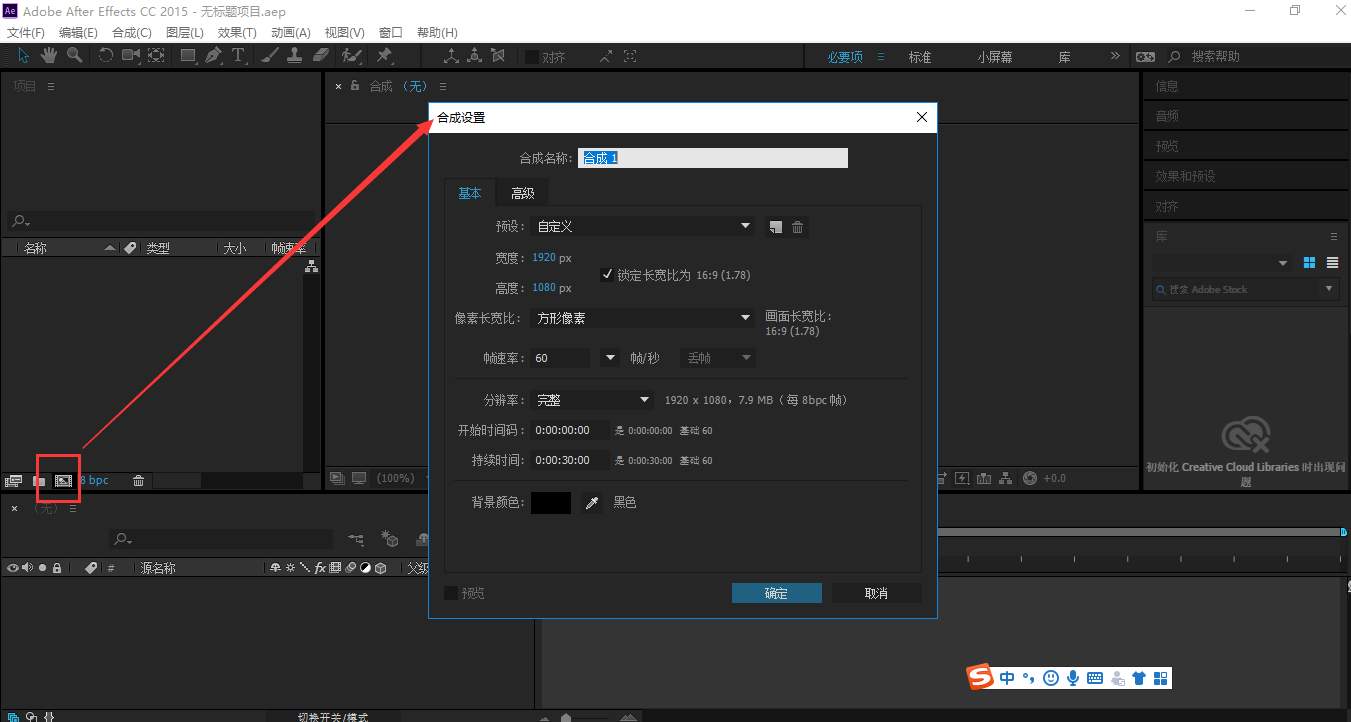 Ae Adobe After Effects CC 2015 - 无标题项目.aep
文件(F) 编辑(E) 合成(C) 图层(L) 效果(T) 动画(A) 视图(V) 窗口 帮助(H)
T 对齐 必要项 标准 小屏幕 库 >> 搜索帮助
项目
× 合成 (无)
信息
音频
预览
效果和预设
对齐
库
搜索 Adobe Stock
初始化 Creative Cloud Libraries 时出现问
题
名称 类型 大小 帧速率
8 bpc
合成设置
合成名称: 合成 1
基本 高级
预设: 自定义
宽度: 1920 px
锁定长宽比为 16:9 (1.78)
高度: 1080 px
像素长宽比: 方形像素 画面长宽比:
16:9 (1.78)
帧速率: 60 帧/秒 丢帧
分辨率: 完整 1920 x 1080, 7.9 MB (每 8bpc 帧)
开始时间码: 0:00:00:00 是 0:00:00:00 基础 60
持续时间: 0:00:30:00 是 0:00:30:00 基础 60
背景颜色: 黑色
预览 确定 取消
(100%) +0.0
× (无)
# 源名称 fx 父级
S 中
切换开关/模式